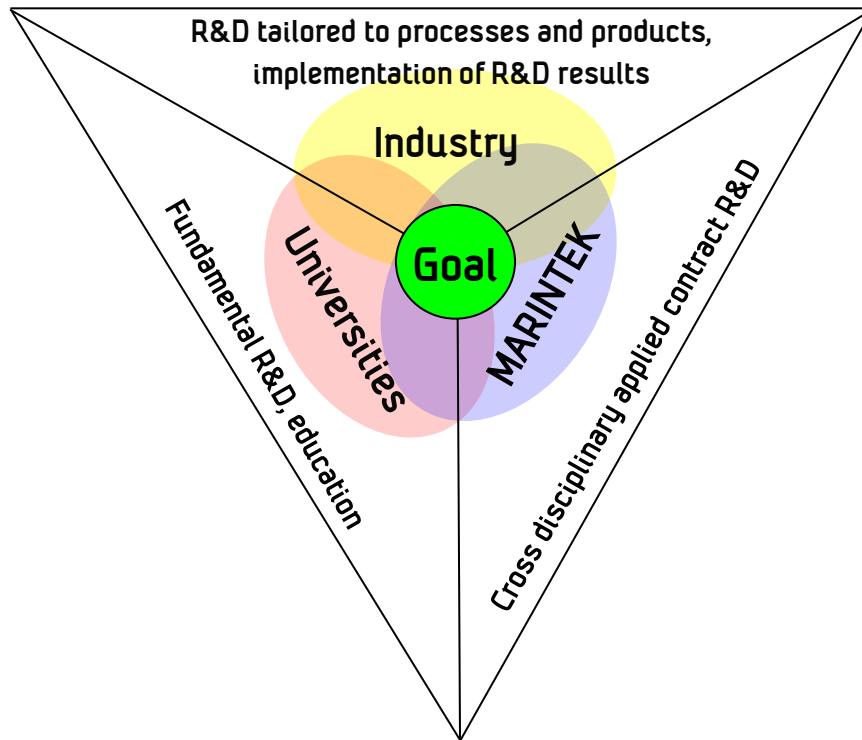 R&D tailored to processes and products,
implementation of R&D results
Industry
Universities
Goal
MARINTEK
Fundamental R&D, education
Cross disciplinary applied contract R&D